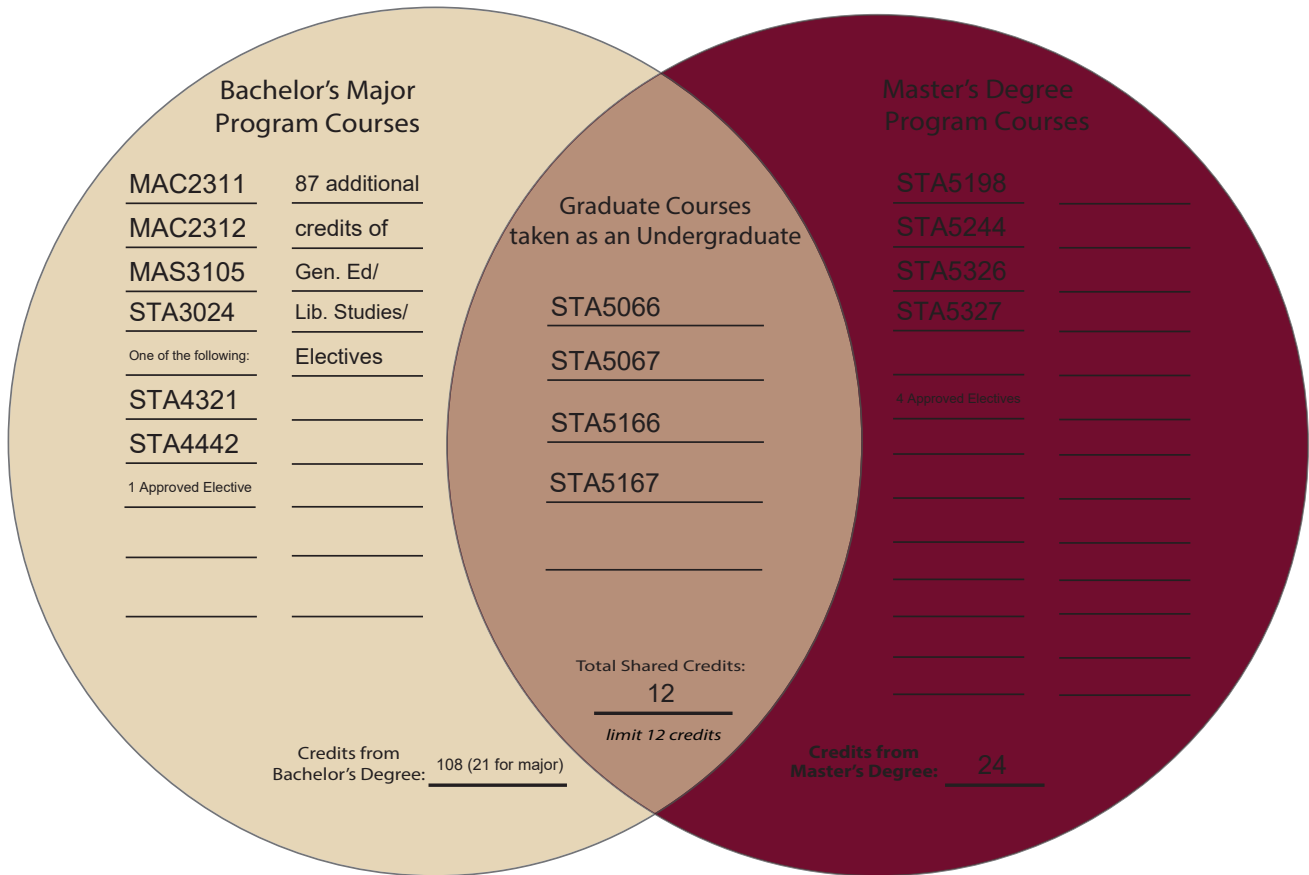 Bachelor's Major
Program Courses
MAC2311
MAC2312
MAS3105
STA3024
One of the following:
STA4321
STA4442
1 Approved Elective
87 additional
credits of
Gen. Ed/
Lib. Studies/
Electives
Credits from
Bachelor's Degree: 108 (21 for major)
Graduate Courses
taken as an Undergraduate
STA5066
STA5067
STA5166
STA5167
Total Shared Credits:
12
limit 12 credits
Master's Degree
Program Courses
STA5198
STA5244
STA5326
STA5327
4 Approved Electives
Credits from
Master's Degree: 24